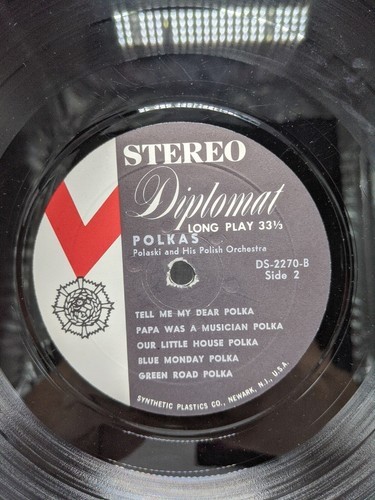 STEREO
Diplomat
LONG PLAY 33⅓
POLKAS
Polaski and His Polish Orchestra
DS-2270-B
Side 2
TELL ME MY DEAR POLKA
PAPA WAS A MUSICIAN POLKA
OUR LITTLE HOUSE POLKA
BLUE MONDAY POLKA
GREEN ROAD POLKA
SYNTHETIC PLASTICS CO., NEWARK, N.J., U.S.A.